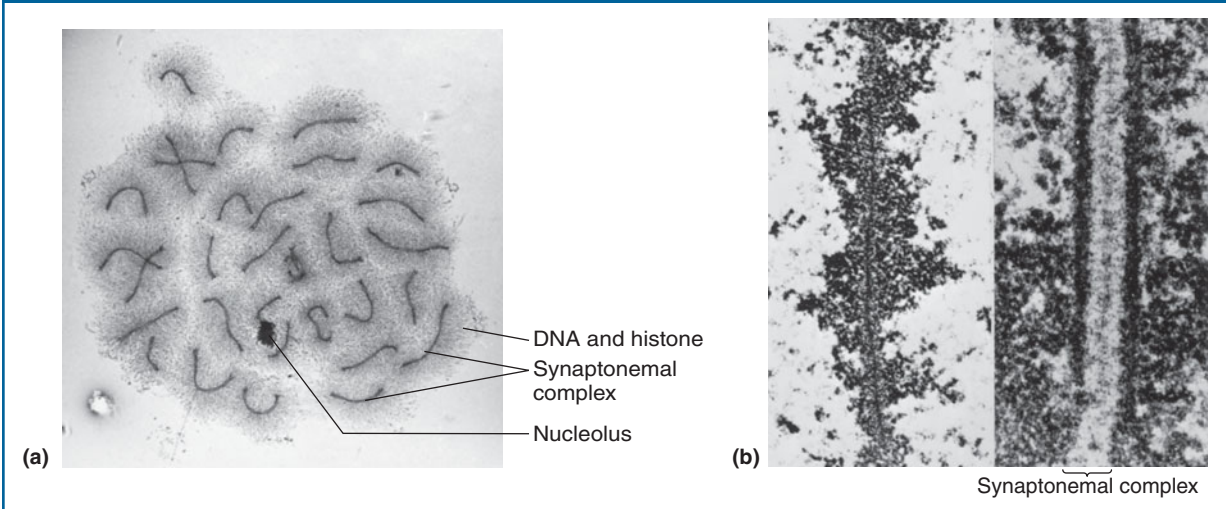 DNA and histone
Synaptonemal
complex
Nucleolus
(a)
(b)
Synaptonemal complex